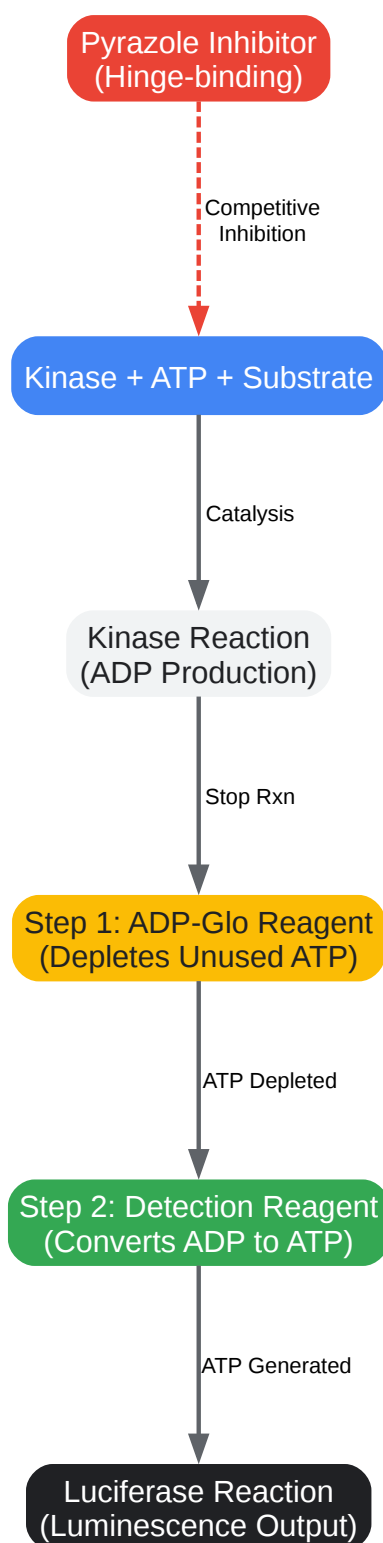 Pyrazole Inhibitor
(Hinge-binding)
Competitive
Inhibition
Kinase + ATP + Substrate
Catalysis
Kinase Reaction
(ADP Production)
Stop Rxn
Step 1: ADP-Glo Reagent
(Depletes Unused ATP)
ATP Depleted
Step 2: Detection Reagent
(Converts ADP to ATP)
ATP Generated
Luciferase Reaction
(Luminescence Output)